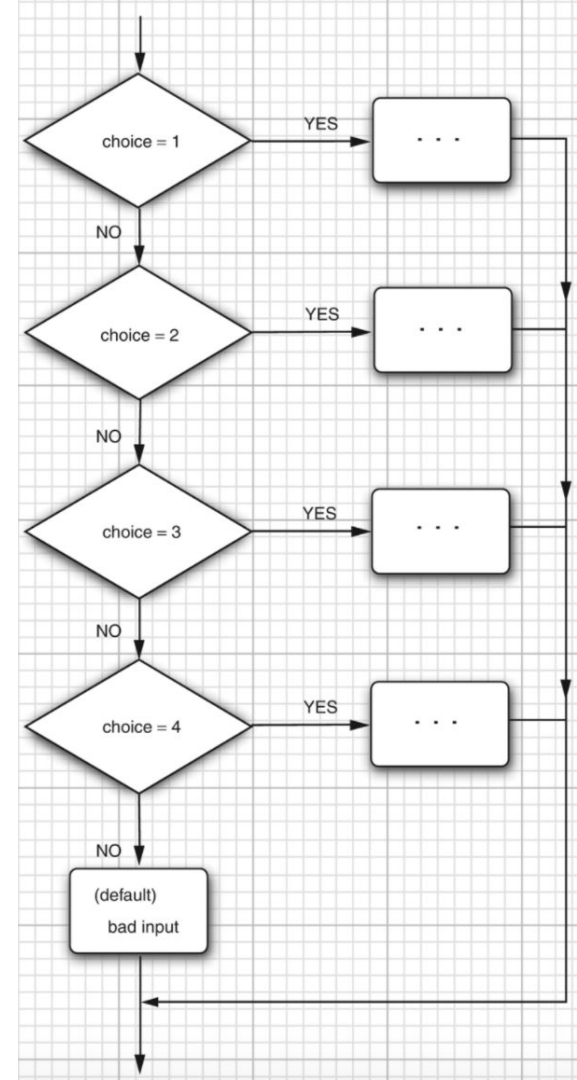 choice = 1
YES
. . .
NO
choice = 2
YES
. . .
NO
choice = 3
YES
. . .
NO
choice = 4
YES
. . .
NO
(default)
bad input